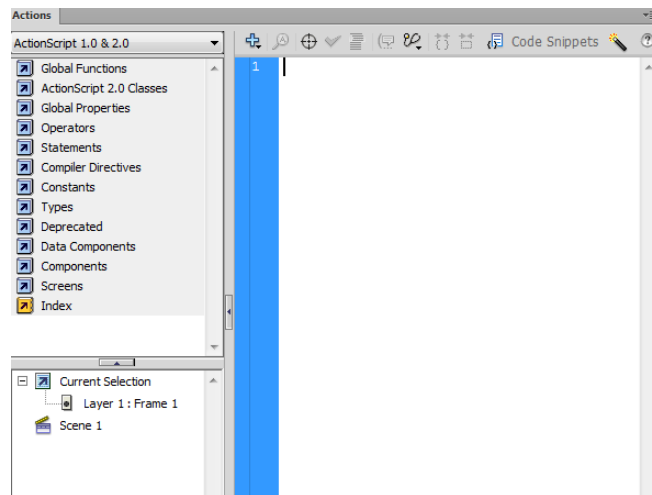 Actions
ActionScript 1.0 & 2.0
Code Snippets
Global Functions
ActionScript 2.0 Classes
Global Properties
Operators
Statements
Compiler Directives
Constants
Types
Deprecated
Data Components
Components
Screens
Index
1
Current Selection
Layer 1 : Frame 1
Scene 1